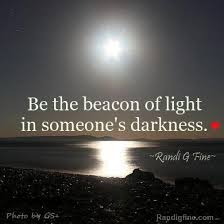 Be the beacon of light
in someone's darkness.
~Randi G Fine~
Photo by GS+
Randigfine.com